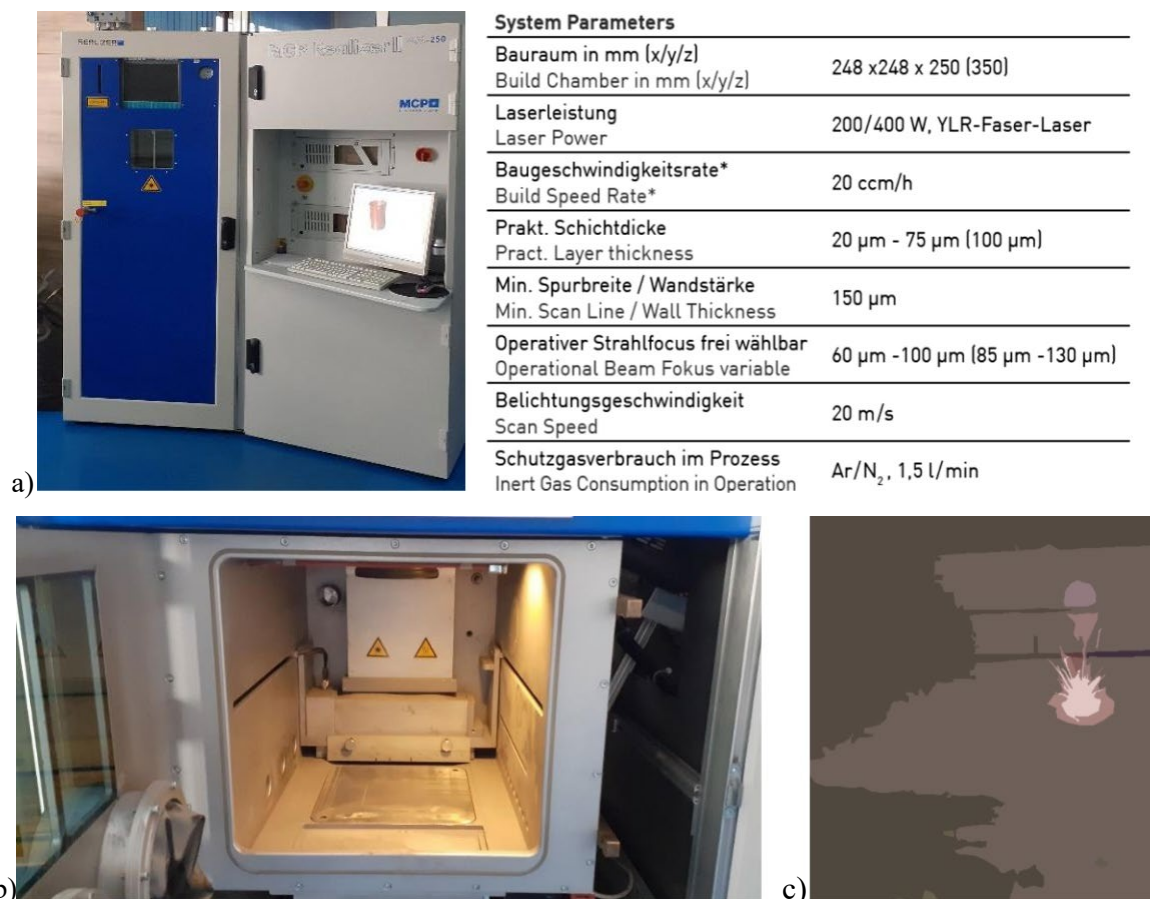 REALIZER
250
MCP
System Parameters
Bauraum in mm (x/y/z)
Build Chamber in mm (x/y/z)
248 x248 x 250 (350)
Laserleistung
Laser Power
200/400 W, YLR-Faser-Laser
Baugeschwindigkeitsrate*
Build Speed Rate*
20 ccm/h
Prakt. Schichtdicke
Pract. Layer thickness
20 µm - 75 µm (100 µm)
Min. Spurbreite / Wandstärke
Min. Scan Line / Wall Thickness
150 µm
Operativer Strahlfocus frei wählbar
Operational Beam Fokus variable
60 µm -100 µm (85 µm -130 µm)
Belichtungsgeschwindigkeit
Scan Speed
20 m/s
Schutzgasverbrauch im Prozess
Inert Gas Consumption in Operation
Ar/N₂, 1,5 l/min
a)
b)
c)